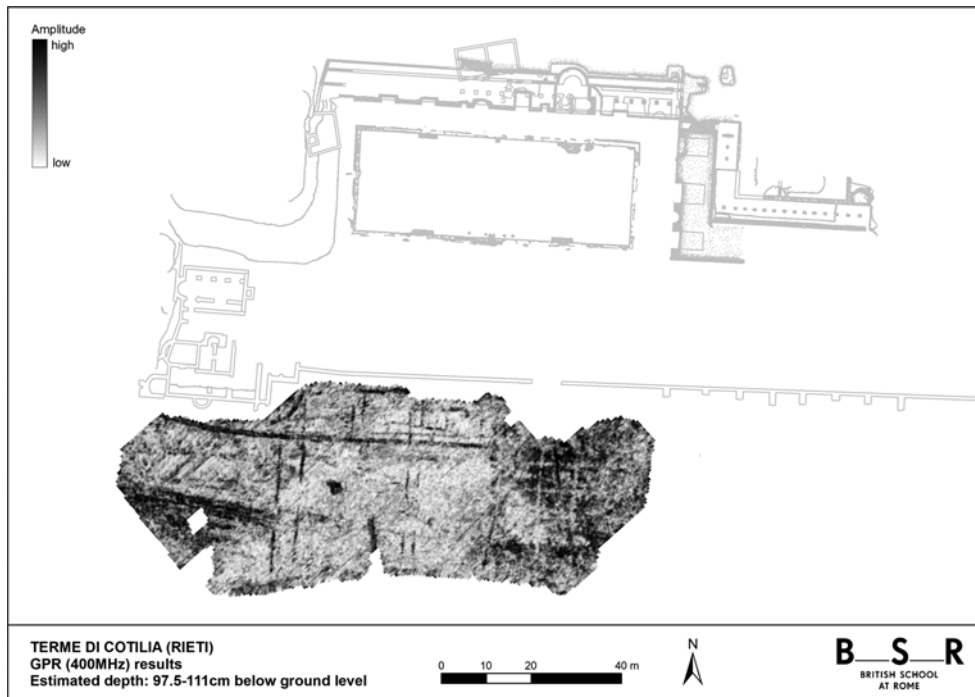 Amplitude
high
low
TERME DI COTILIA (RIETI)
GPR (400MHz) results
Estimated depth: 97.5-111cm below ground level
0 10 20 40 m
N
B S R
BRITISH SCHOOL
AT ROME